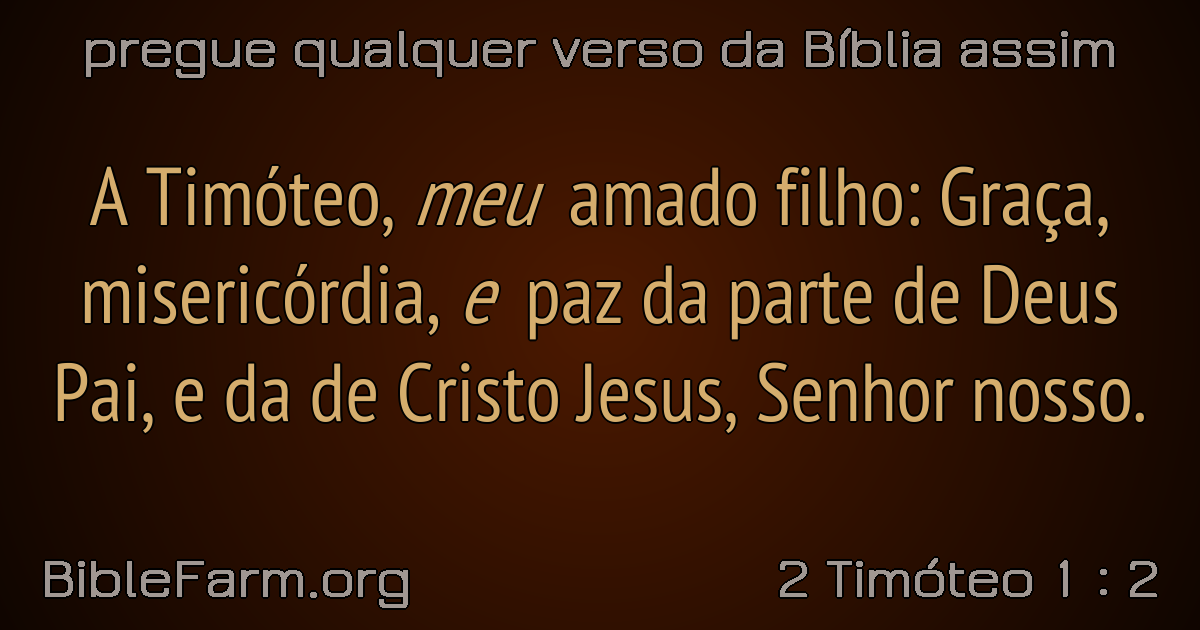 pregue qualquer verso da Bíblia assim
A Timóteo, meu amado filho: Graça,
misericórdia, e paz da parte de Deus
Pai, e da de Cristo Jesus, Senhor nosso.
BibleFarm.org
2 Timóteo 1 : 2